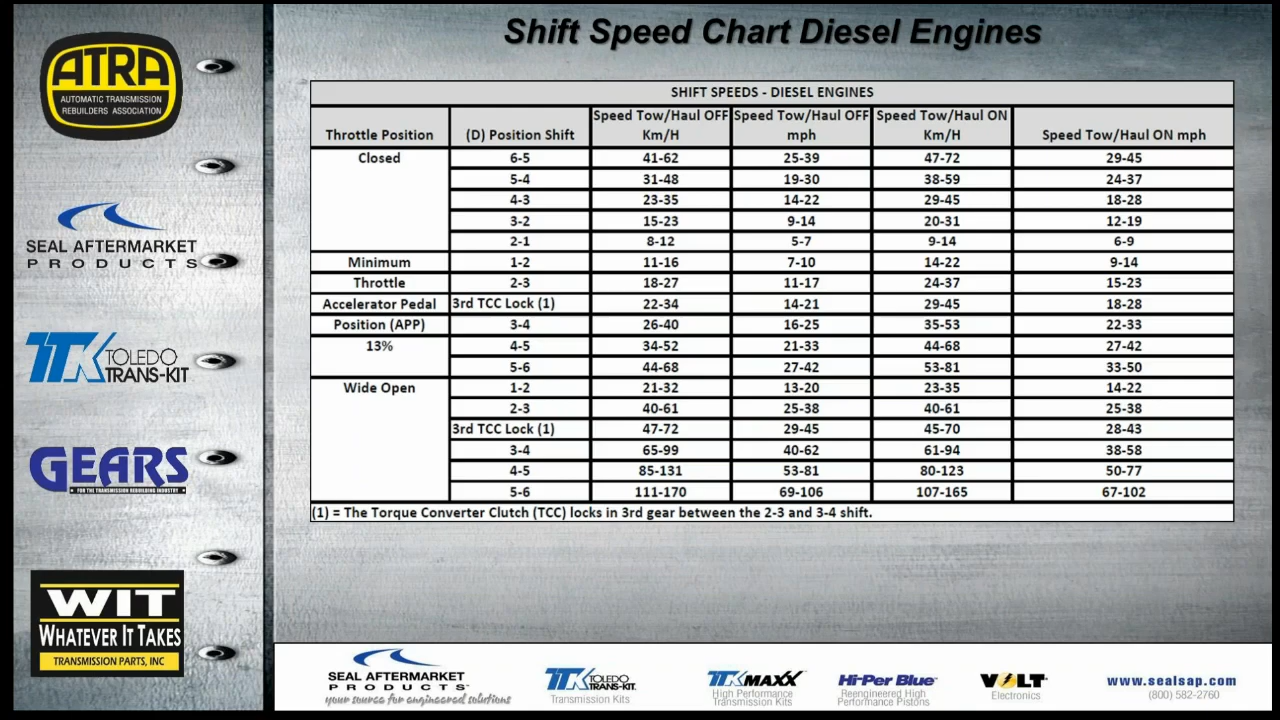 Shift Speed Chart Diesel Engines
ATRA
AUTOMATIC TRANSMISSION
REBUILDERS ASSOCIATION
SEAL AFTERMARKET
PRODUCTS
TTK TOLEDO
TRANS-KIT
GEARS
FOR THE TRANSMISSION REBUILDING INDUSTRY
WIT
WHATEVER IT TAKES
TRANSMISSION PARTS, INC
SHIFT SPEEDS - DIESEL ENGINES
Throttle Position (D) Position Shift Speed Tow/Haul OFF Km/H Speed Tow/Haul OFF mph Speed Tow/Haul ON Km/H Speed Tow/Haul ON mph
Closed 6-5 41-62 25-39 47-72 29-45
5-4 31-48 19-30 38-59 24-37
4-3 23-35 14-22 29-45 18-28
3-2 15-23 9-14 20-31 12-19
2-1 8-12 5-7 9-14 6-9
Minimum 1-2 11-16 7-10 14-22 9-14
Throttle 2-3 18-27 11-17 24-37 15-23
Accelerator Pedal 3rd TCC Lock (1) 22-34 14-21 29-45 18-28
Position (APP) 3-4 26-40 16-25 35-53 22-33
13% 4-5 34-52 21-33 44-68 27-42
5-6 44-68 27-42 53-81 33-50
Wide Open 1-2 21-32 13-20 23-35 14-22
2-3 40-61 25-38 40-61 25-38
3rd TCC Lock (1) 47-72 29-45 45-70 28-43
3-4 65-99 40-62 61-94 38-58
4-5 85-131 53-81 80-123 50-77
5-6 111-170 69-106 107-165 67-102
(1) = The Torque Converter Clutch (TCC) locks in 3rd gear between the 2-3 and 3-4 shift.
SEAL AFTERMARKET
PRODUCTS
your source for engineered solutions
TTK TOLEDO
TRANS-KIT
Transmission Kits
TTK MAXX
High Performance
Transmission Kits
Hi-Per Blue
Reengineered High
Performance Pistons
VOLT
Electronics
www.sealsap.com
(800) 582-2760